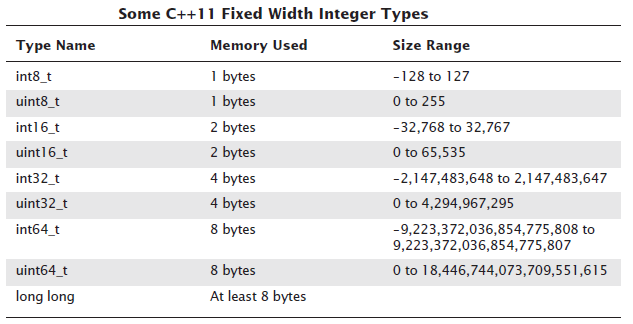 Some C++11 Fixed Width Integer Types
Type Name Memory Used Size Range
int8_t 1 bytes −128 to 127
uint8_t 1 bytes 0 to 255
int16_t 2 bytes −32,768 to 32,767
uint16_t 2 bytes 0 to 65,535
int32_t 4 bytes −2,147,483,648 to 2,147,483,647
uint32_t 4 bytes 0 to 4,294,967,295
int64_t 8 bytes −9,223,372,036,854,775,808 to
9,223,372,036,854,775,807
uint64_t 8 bytes 0 to 18,446,744,073,709,551,615
long long At least 8 bytes